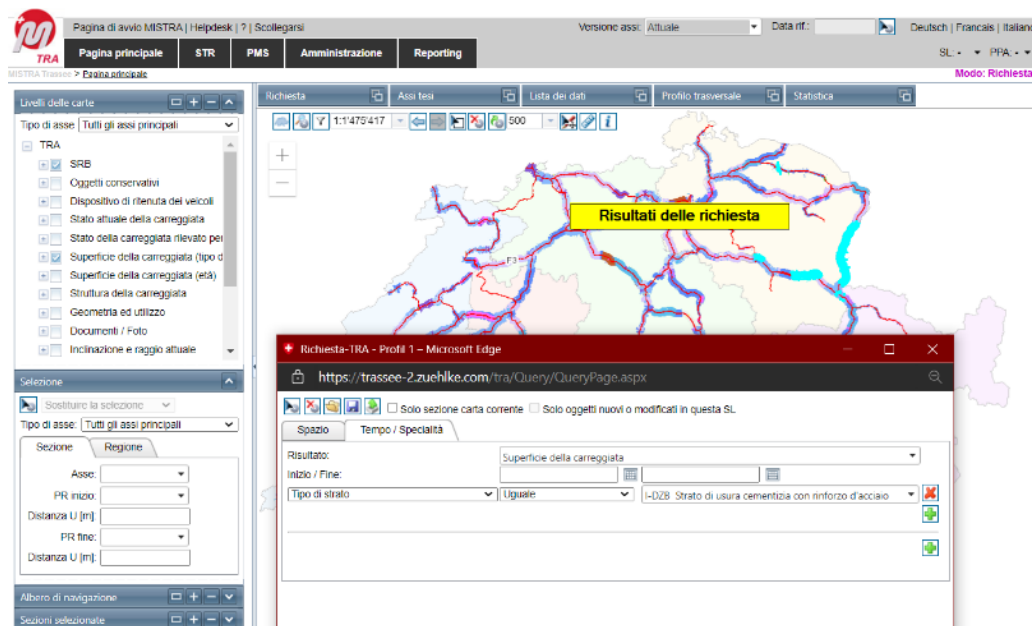 Pagina di avvio MISTRA | Helpdesk | ? | Scollegarsi
Versione assi: Attuale
Data rif.:
Deutsch | Francais | Italiano
TRA
Pagina principale
STR
PMS
Amministrazione
Reporting
SL: - PPA: -
MISTRA Trassee > Pagina principale
Modo: Richiesta
Livelli delle carte
Richiesta
Assi tesi
Lista dei dati
Profilo trasversale
Statistica
Tipo di asse Tutti gli assi principali
1:1'475'417
500
TRA
SRB
Oggetti conservativi
Dispositivo di ritenuta dei veicoli
Stato attuale della carreggiata
Stato della carreggiata rilevato per
Superficie della carreggiata (tipo d
Superficie della carreggiata (età)
Struttura della carreggiata
Geometria ed utilizzo
Documenti / Foto
Inclinazione e raggio attuale
Risultati delle richiesta
F3
Selezione
Sostituire la selezione
Tipo di asse: Tutti gli assi principali
Sezione
Regione
Asse:
PR inizio:
Distanza U [m]:
PR fine:
Distanza U [m]:
Albero di navigazione
Sezioni selezionate
Richiesta-TRA - Profil 1 – Microsoft Edge
https://trassee-2.zuehlke.com/tra/Query/QueryPage.aspx
Solo sezione carta corrente
Solo oggetti nuovi o modificati in questa SL
Spazio
Tempo / Specialità
Risultato:
Superficie della carreggiata
Inizio / Fine:
Tipo di strato
Uguale
I-DZB Strato di usura cementizia con rinforzo d'acciaio